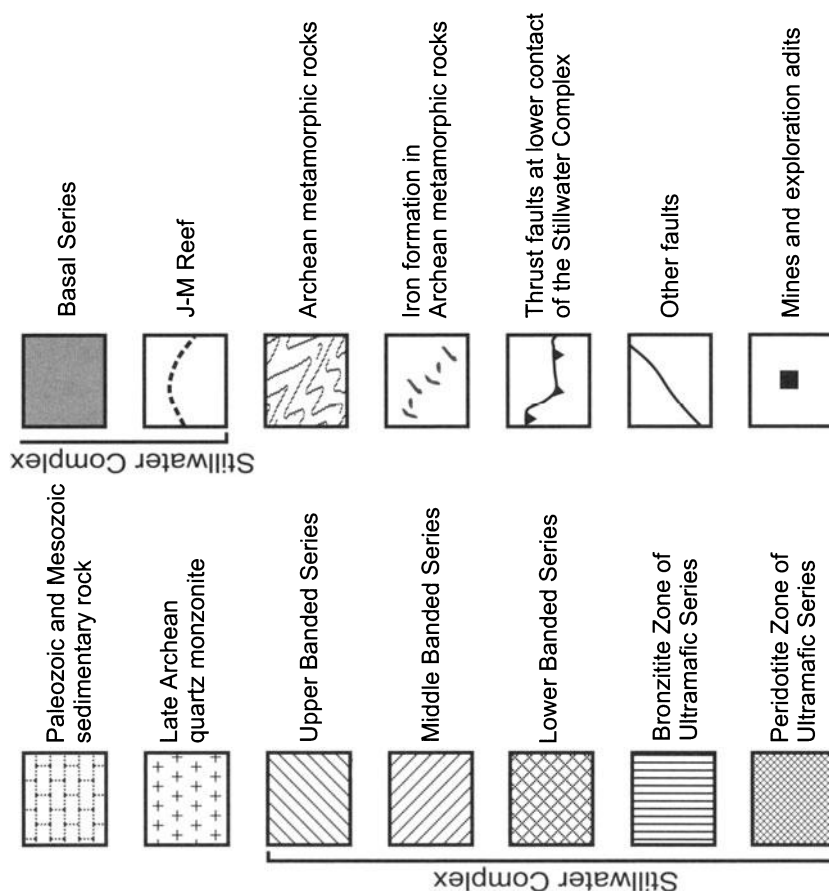 Paleozoic and Mesozoic
sedimentary rock
Late Archean
quartz monzonite
Upper Banded Series
Middle Banded Series
Lower Banded Series
Bronzitite Zone of
Ultramafic Series
Peridotite Zone of
Ultramafic Series
Stillwater Complex
Basal Series
J-M Reef
Stillwater Complex
Archean metamorphic rocks
Iron formation in
Archean metamorphic rocks
Thrust faults at lower contact
of the Stillwater Complex
Other faults
Mines and exploration adits